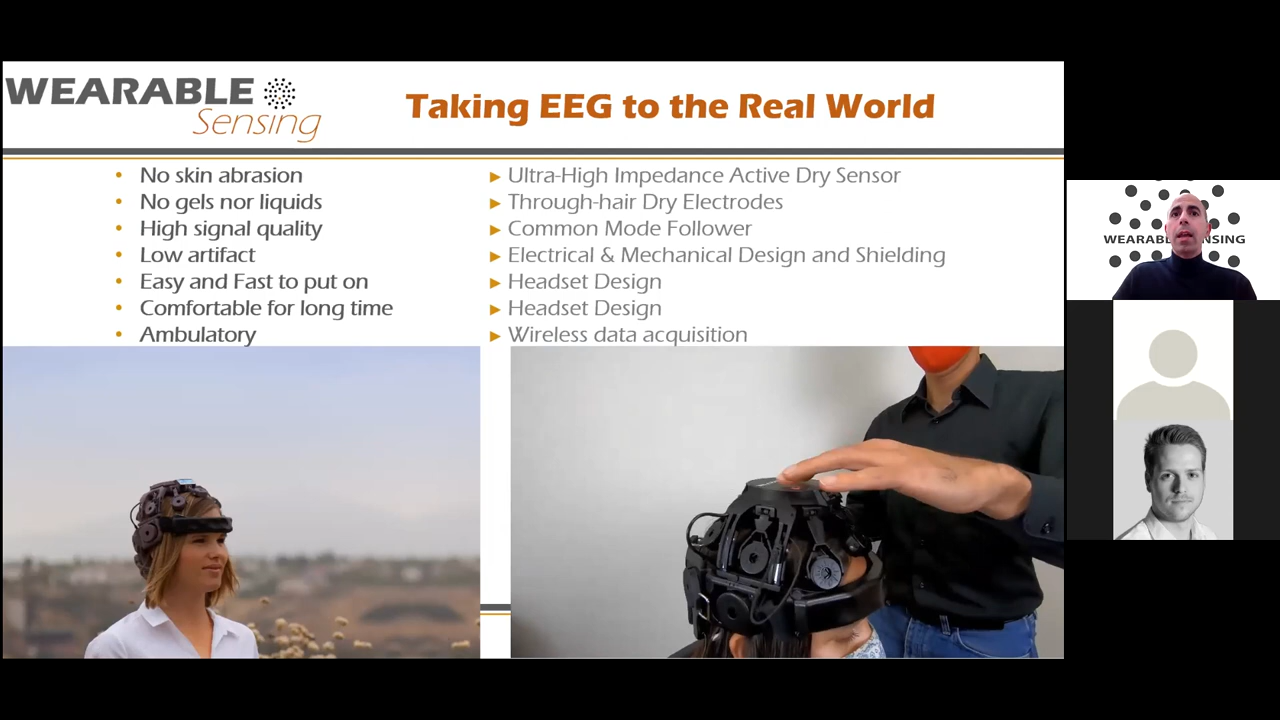 WEARABLE
Sensing
Taking EEG to the Real World
• No skin abrasion
• No gels nor liquids
• High signal quality
• Low artifact
• Easy and Fast to put on
• Comfortable for long time
• Ambulatory
► Ultra-High Impedance Active Dry Sensor
► Through-hair Dry Electrodes
► Common Mode Follower
► Electrical & Mechanical Design and Shielding
► Headset Design
► Headset Design
► Wireless data acquisition